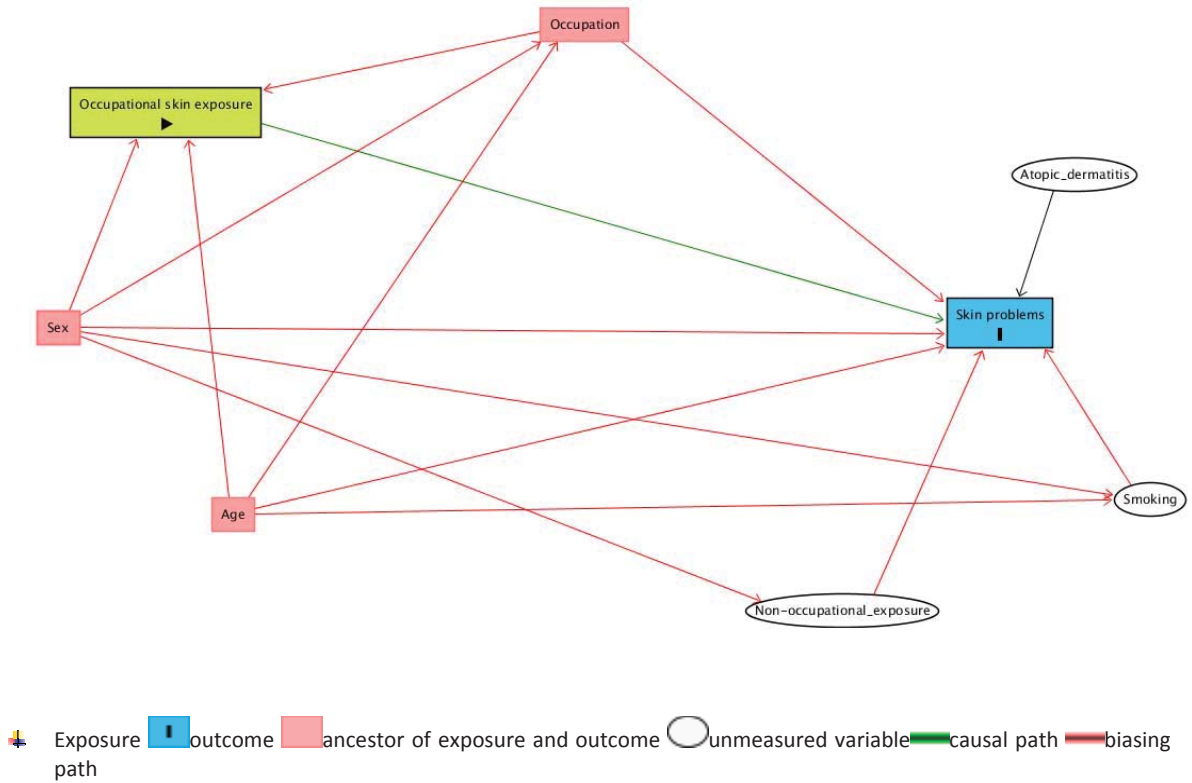 Occupation
Occupational skin exposure
Atopic_dermatitis
Skin problems
Sex
Age
Smoking
Non-occupational_exposure
Exposure outcome ancestor of exposure and outcome unmeasured variable causal path biasing
path